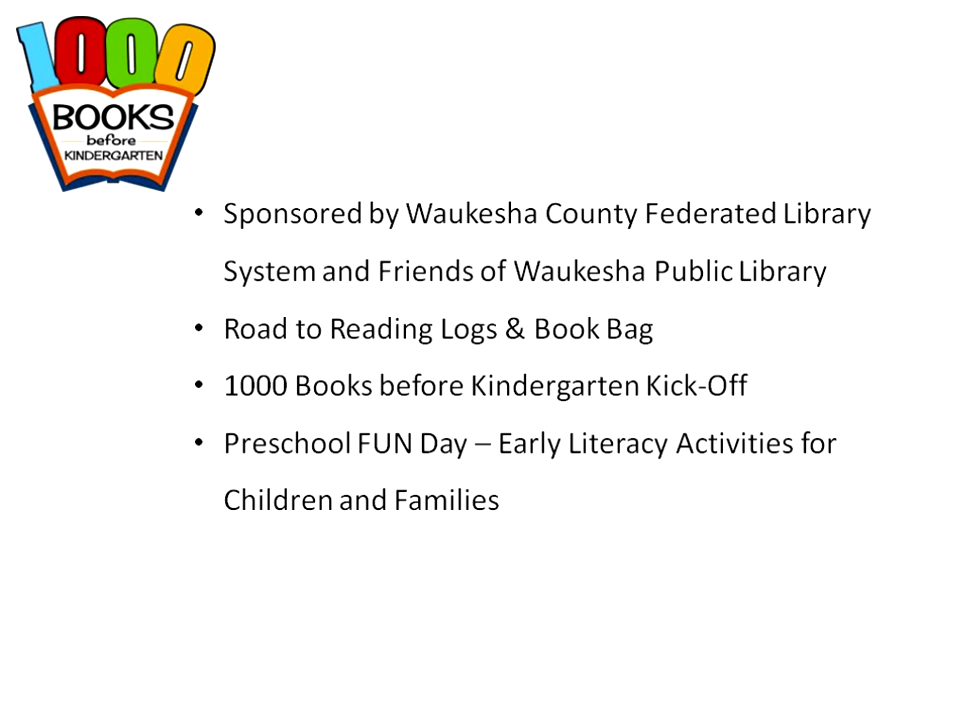 1000
BOOKS
before
KINDERGARTEN
• Sponsored by Waukesha County Federated Library
System and Friends of Waukesha Public Library
• Road to Reading Logs & Book Bag
• 1000 Books before Kindergarten Kick-Off
• Preschool FUN Day – Early Literacy Activities for
Children and Families